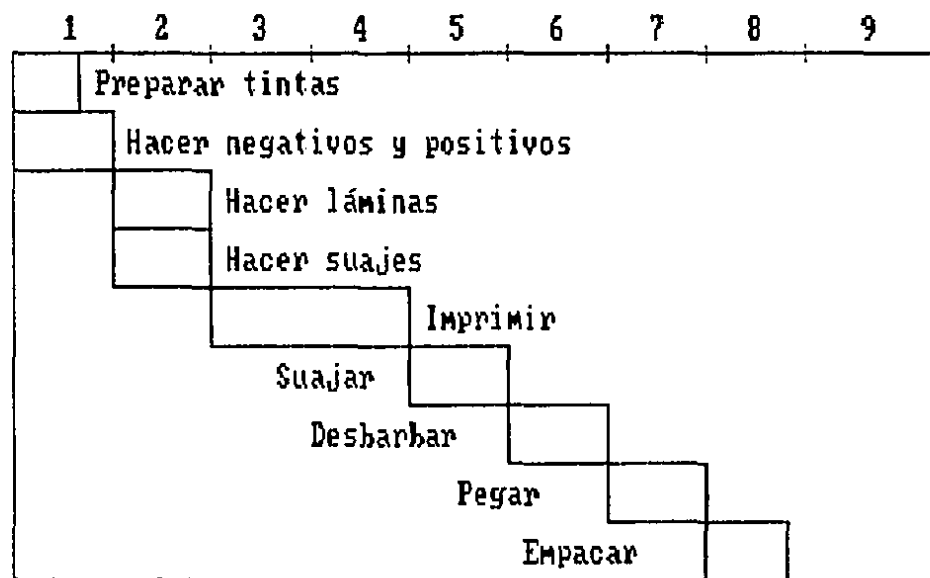 1 2 3 4 5 6 7 8 9
Preparar tintas
Hacer negativos y positivos
Hacer láminas
Hacer suajes
Imprimir
Suajar
Desbarbar
Pegar
Empacar